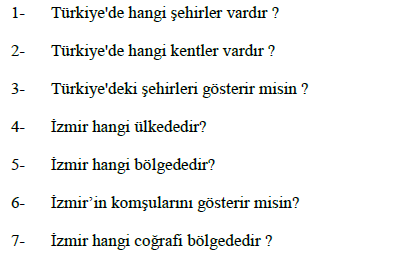 1- Türkiye'de hangi şehirler vardır ?
2- Türkiye'de hangi kentler vardır ?
3- Türkiye'deki şehirleri gösterir misin ?
4- İzmir hangi ülkededir?
5- İzmir hangi bölgededir?
6- İzmir’in komşularını gösterir misin?
7- İzmir hangi coğrafi bölgededir ?